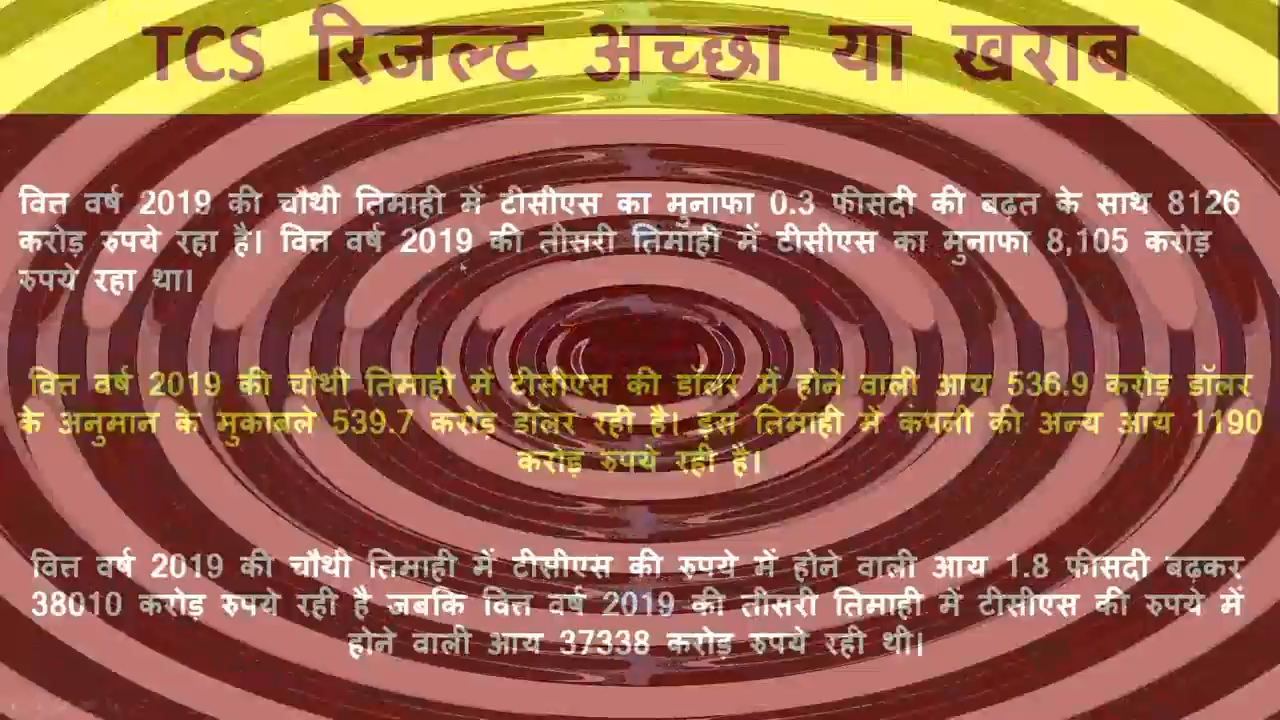 TCS रिजल्ट अच्छा या खराब
वित्त वर्ष 2019 की चौथी तिमाही में टीसीएस का मुनाफा 0.3 फीसदी की बढ़त के साथ 8126
करोड़ रुपये रहा है। वित्त वर्ष 2019 की तीसरी तिमाही में टीसीएस का मुनाफा 8,105 करोड़
रुपये रहा था।
वित्त वर्ष 2019 की चौथी तिमाही में टीसीएस की डॉलर में होने वाली आय 536.9 करोड़ डॉलर
के अनुमान के मुकाबले 539.7 करोड़ डॉलर रही है। इस तिमाही में कंपनी की अन्य आय 1190
करोड़ रुपये रही है।
वित्त वर्ष 2019 की चौथी तिमाही में टीसीएस की रुपये में होने वाली आय 1.8 फीसदी बढ़कर
38010 करोड़ रुपये रही है जबकि वित्त वर्ष 2019 की तीसरी तिमाही में टीसीएस की रुपये में
होने वाली आय 37338 करोड़ रुपये रही थी।